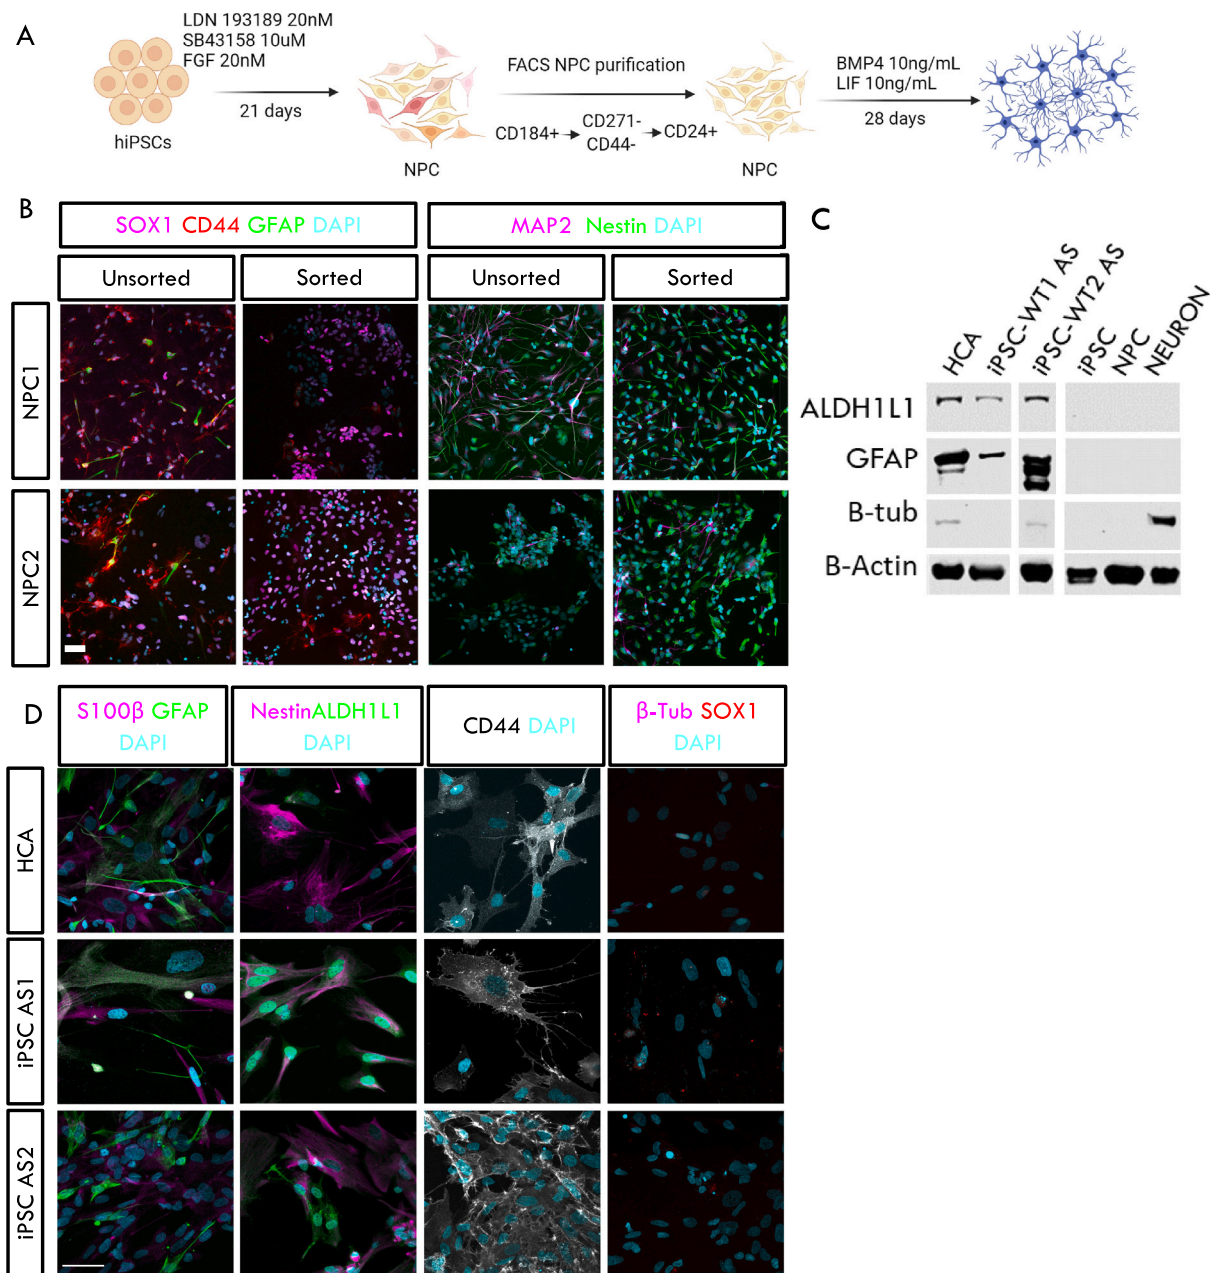 A
LDN 193189 20nM
SB43158 10uM
FGF 20nM
21 days
hiPSCs
NPC
FACS NPC purification
CD184+
CD271-
CD44-
CD24+
NPC
BMP4 10ng/mL
LIF 10ng/mL
28 days
B
SOX1 CD44 GFAP DAPI
MAP2 Nestin DAPI
Unsorted
Sorted
Unsorted
Sorted
NPC1
NPC2
C
HCA
iPSC-WT1 AS
iPSC-WT2 AS
iPSC
NPC
NEURON
ALDH1L1
GFAP
B-tub
B-Actin
D
S100β GFAP
DAPI
NestinALDH1L1
DAPI
CD44 DAPI
β-Tub SOX1
DAPI
HCA
iPSC AS1
iPSC AS2